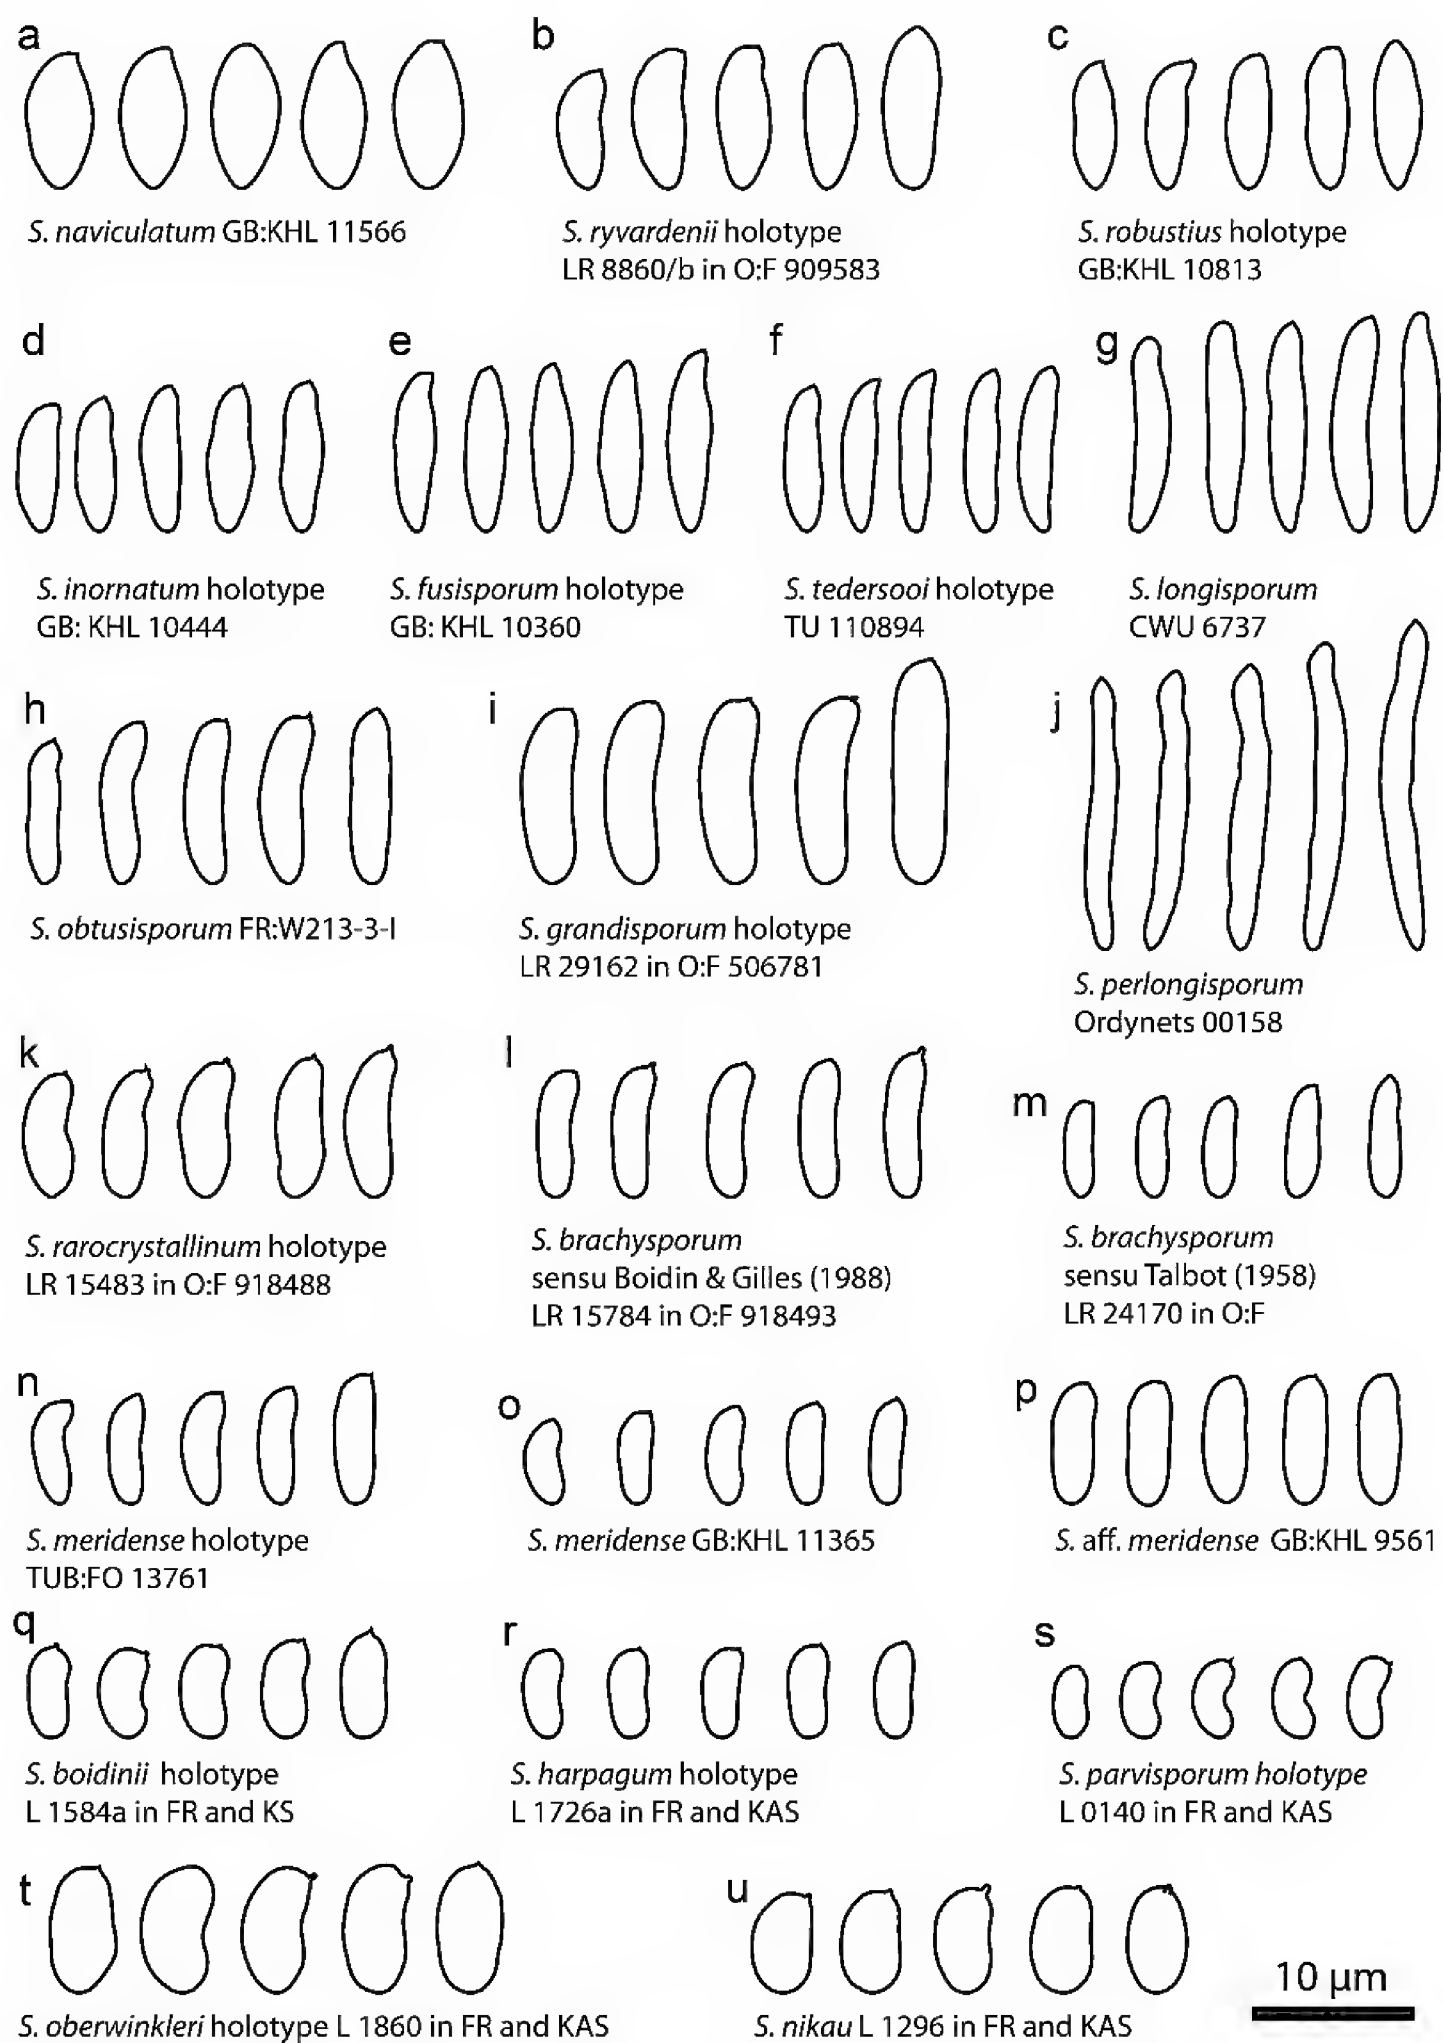 a
b
c
S. naviculatum GB:KHL 11566
S. ryvardenii holotype
LR 8860/b in O:F 909583
S. robustius holotype
GB:KHL 10813
d
e
f
g
S. inornatum holotype
GB: KHL 10444
S. fusisporum holotype
GB: KHL 10360
S. tedersooi holotype
TU 110894
S. longisporum
CWU 6737
h
i
j
S. obtusisporum FR:W213-3-I
S. grandisporum holotype
LR 29162 in O:F 506781
S. perlongisporum
Ordynets 00158
k
l
m
S. rarocrystallinum holotype
LR 15483 in O:F 918488
S. brachysporum
sensu Boidin & Gilles (1988)
LR 15784 in O:F 918493
S. brachysporum
sensu Talbot (1958)
LR 24170 in O:F
n
o
p
S. meridense holotype
TUB:FO 13761
S. meridense GB:KHL 11365
S. aff. meridense GB:KHL 9561
q
r
s
S. boidinii holotype
L 1584a in FR and KS
S. harpagum holotype
L 1726a in FR and KAS
S. parvisporum holotype
L 0140 in FR and KAS
t
u
10 µm
S. oberwinkleri holotype L 1860 in FR and KAS
S. nikau L 1296 in FR and KAS